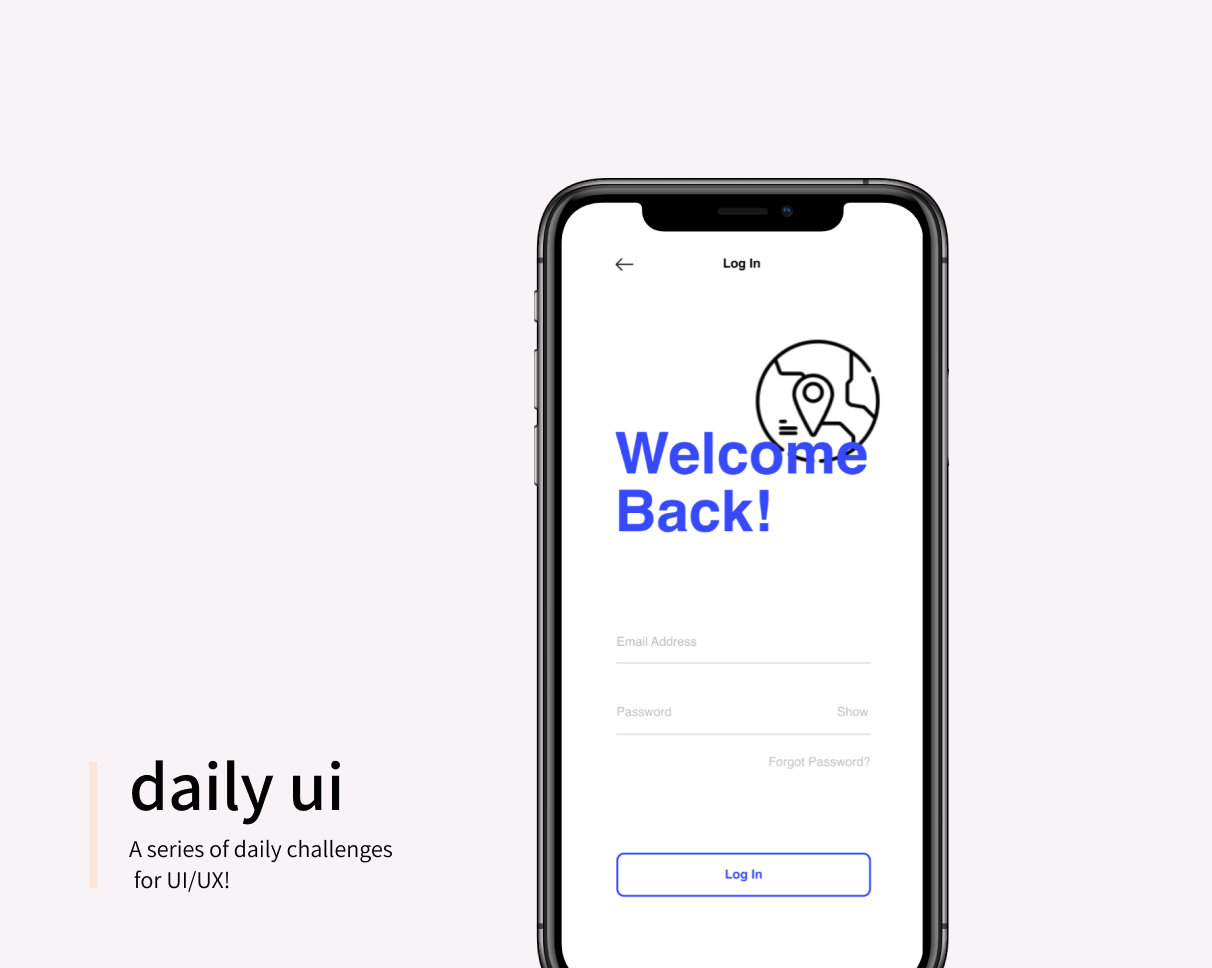 Log In
Welcome
Back!
Email Address
Password Show
Forgot Password?
Log In
daily ui
A series of daily challenges
for UI/UX!